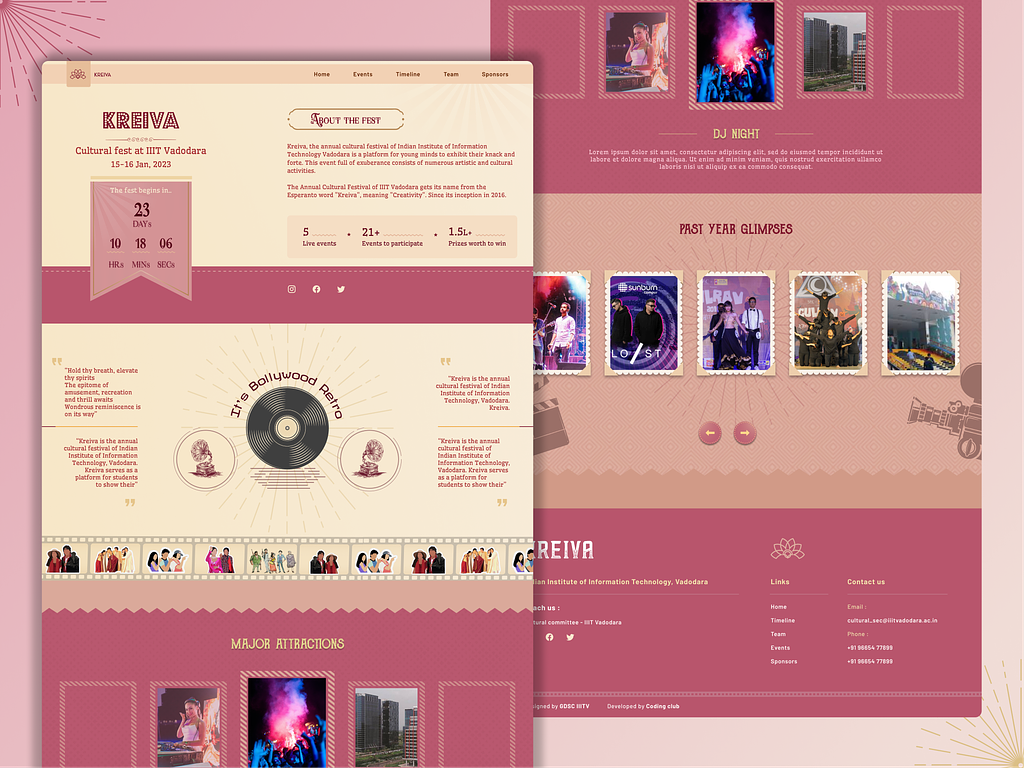 KREIVA
Home Events Timeline Team Sponsors
KREIVA
Cultural fest at IIIT Vadodara
15-16 Jan, 2023
The fest begins in..
23
DAYs
10 18 06
HR.s MINs SECs
About the fest
Kreiva, the annual cultural festival of Indian Institute of Information
Technology Vadodara is a platform for young minds to exhibit their knack and
forte. This event full of exuberance consists of numerous artistic and cultural
activities.
The Annual Cultural Festival of IIIT Vadodara gets its name from the
Esperanto word "Kreiva", meaning "Creativity". Since its inception in 2016.
5
Live events
21+
Events to participate
1.5L+
Prizes worth to win
"Hold thy breath, elevate
thy spirits
The epitome of
amusement, recreation
and thrill awaits
Wondrous reminiscence is
on its way"
"Kreiva is the annual
cultural festival of Indian
Institute of Information
Technology, Vadodara.
Kreiva serves as a
platform for students
to show their"
It's Bollywood Retro
"Kreiva is the annual
cultural festival of Indian
Institute of Information
Technology, Vadodara.
Kreiva.
"Kreiva is the annual
cultural festival of
Indian Institute of
Information Technology,
Vadodara. Kreiva serves
as a platform for
students to show their"
MAJOR ATTRACTIONS
DJ NIGHT
Lorem ipsum dolor sit amet, consectetur adipiscing elit, sed do eiusmod tempor incididunt ut
labore et dolore magna aliqua. Ut enim ad minim veniam, quis nostrud exercitation ullamco
laboris nisi ut aliquip ex ea commodo consequat.
PAST YEAR GLIMPSES
sunburn
LO/ST
KREIVA
dian Institute of Information Technology, Vadodara
ach us :
tural committee - IIIT Vadodara
Links
Home
Timeline
Team
Events
Sponsors
Contact us
Email :
cultural_sec@iiitvadodara.ac.in
Phone :
+91 96654 77899
+91 96654 77899
signed by GDSC IIITV Developed by Coding club